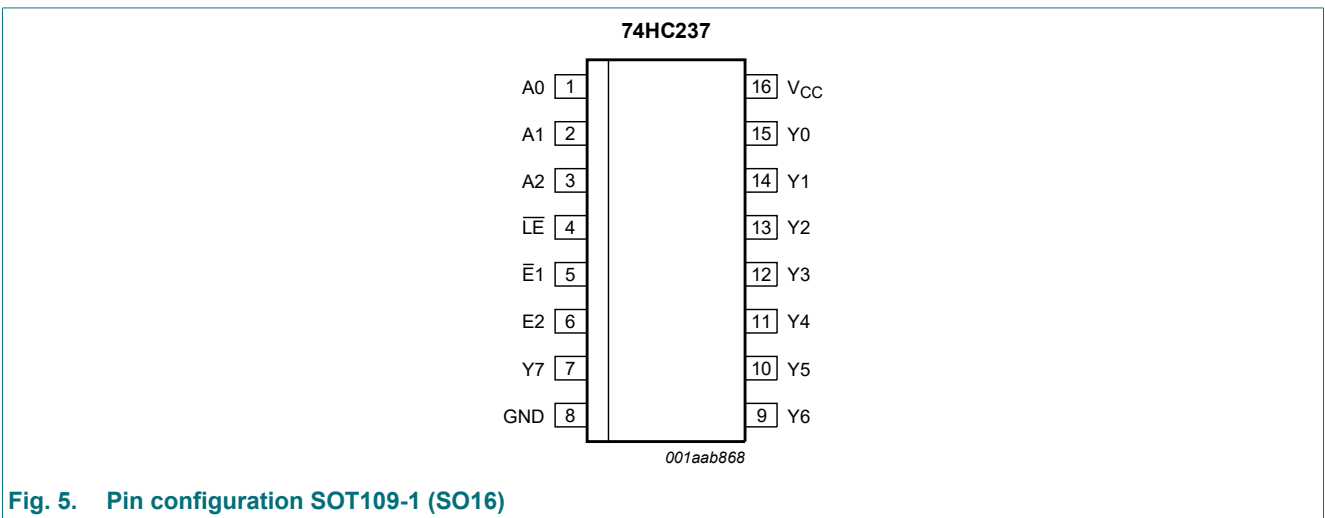 74HC237
A0 1 16 VCC
A1 2 15 Y0
A2 3 14 Y1
L̅E̅ 4 13 Y2
E̅1 5 12 Y3
E2 6 11 Y4
Y7 7 10 Y5
GND 8 9 Y6
001aab868
Fig. 5. Pin configuration SOT109-1 (SO16)